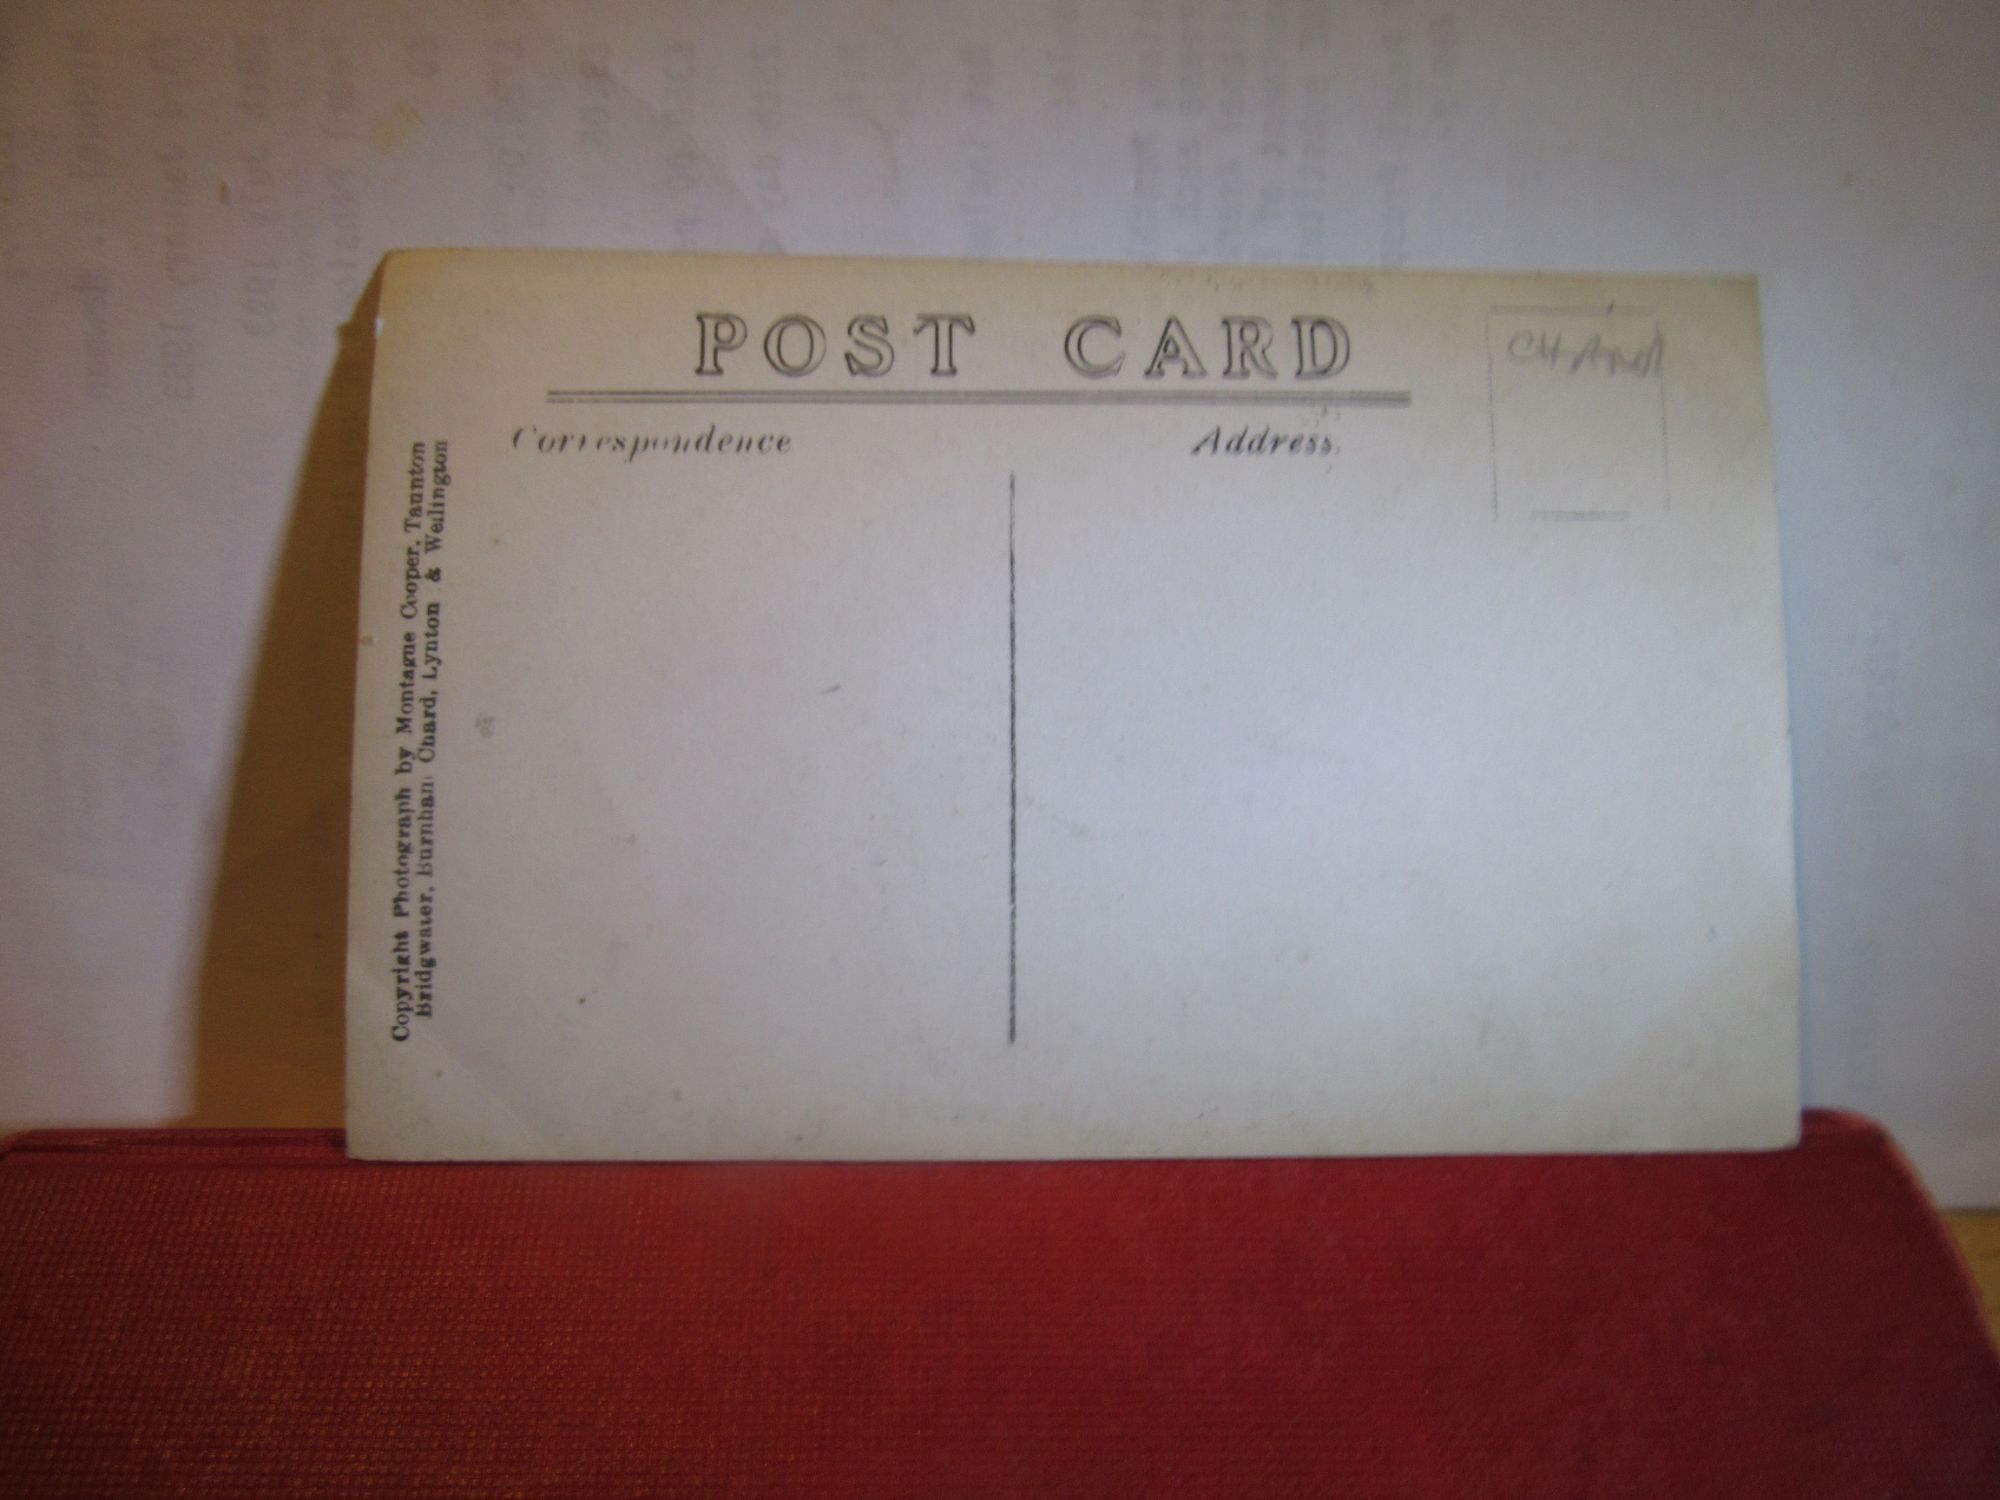 POST CARD
Correspondence
Address.
Copyright Photograph by Montague Cooper, Taunton
Bridgwater, Burnham Chard, Lynton & Wellington